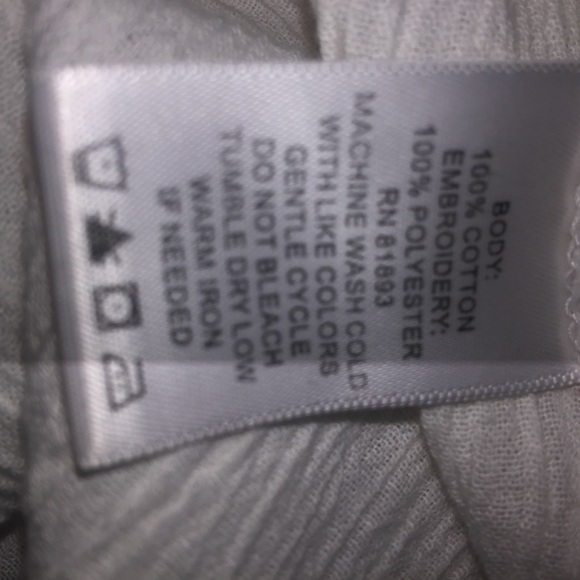 BODY:
100% COTTON
EMBROIDERY:
100% POLYESTER
RN 81893
MACHINE WASH COLD
WITH LIKE COLORS
GENTLE CYCLE
DO NOT BLEACH
TUMBLE DRY LOW
WARM IRON
IF NEEDED